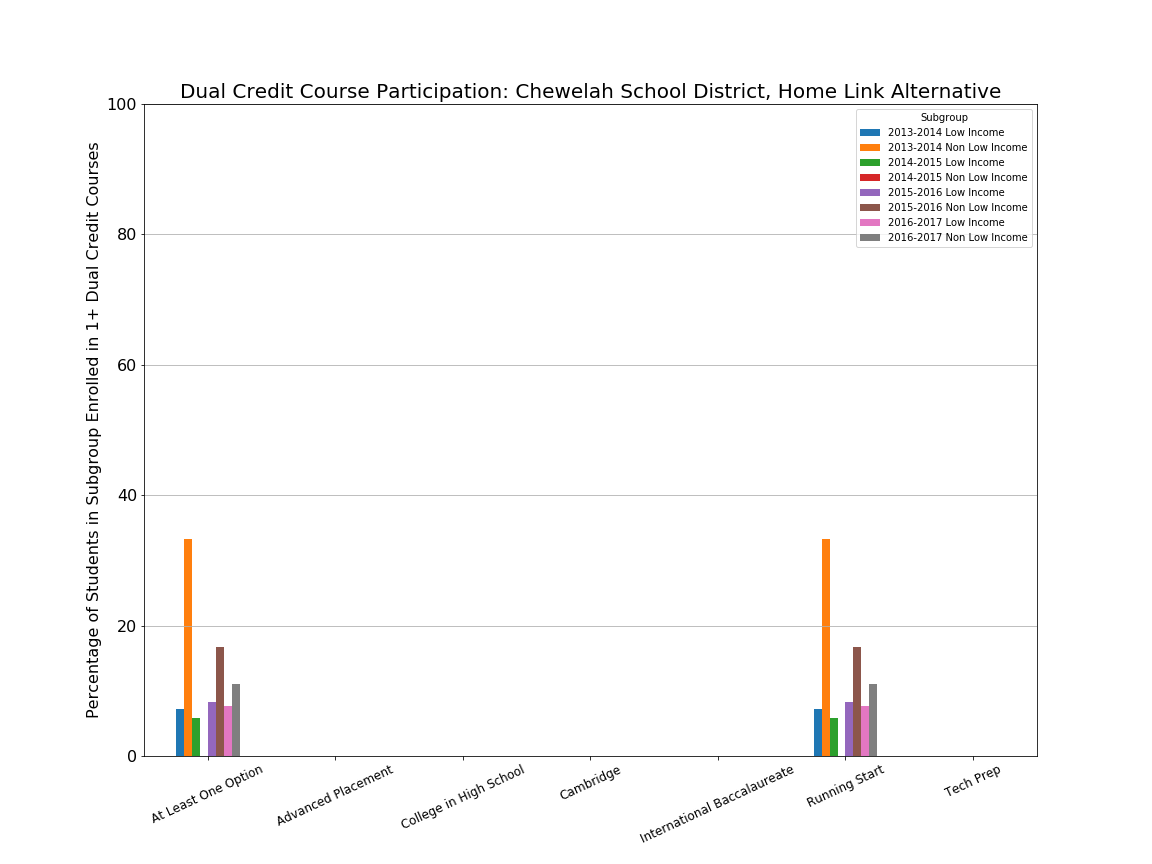 Dual Credit Course Participation: Chewelah School District, Home Link Alternative
Percentage of Students in Subgroup Enrolled in 1+ Dual Credit Courses
100
80
60
40
20
0
Subgroup
2013-2014 Low Income
2013-2014 Non Low Income
2014-2015 Low Income
2014-2015 Non Low Income
2015-2016 Low Income
2015-2016 Non Low Income
2016-2017 Low Income
2016-2017 Non Low Income
At Least One Option
Advanced Placement
College in High School
Cambridge
International Baccalaureate
Running Start
Tech Prep